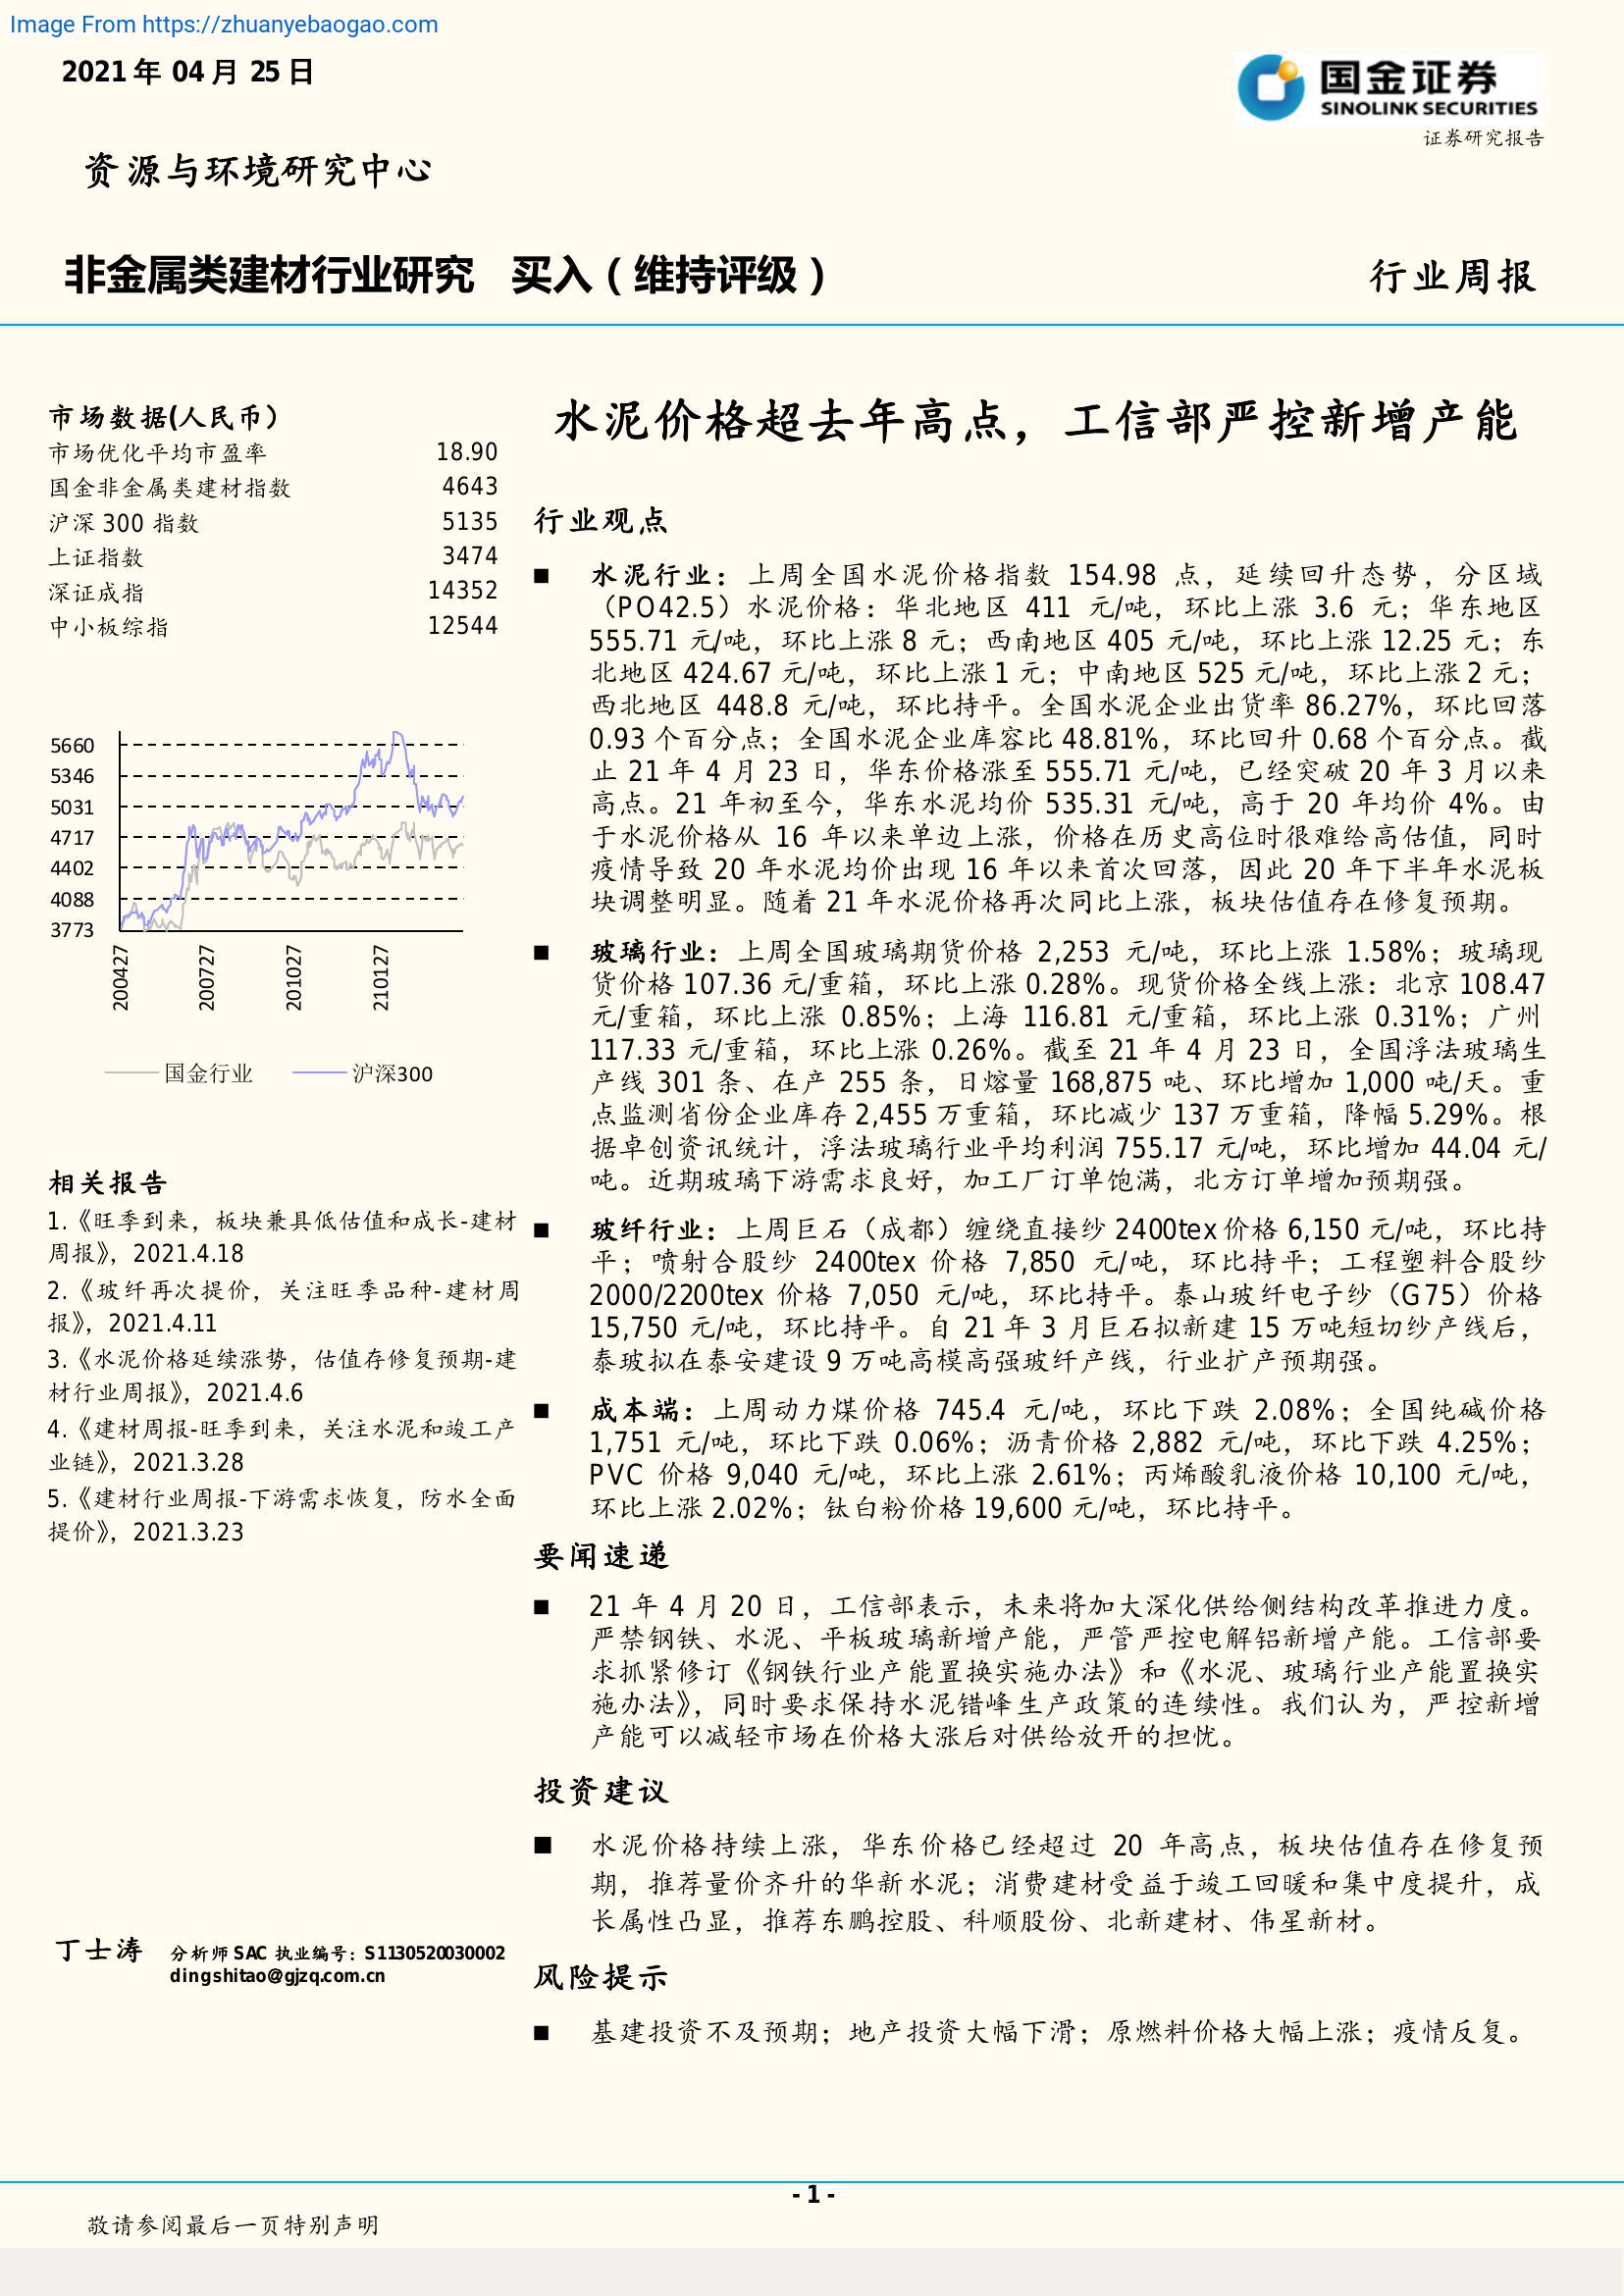 Image From https://zhuanyebaogao.com
2021 年 04 月 25 日
国金证券
SINOLINK SECURITIES
证券研究报告
资源与环境研究中心
非金属类建材行业研究 买入(维持评级)
行业周报
市场数据(人民币)
市场优化平均市盈率 18.90
国金非金属类建材指数 4643
沪深 300 指数 5135
上证指数 3474
深证成指 14352
中小板综指 12544
5660
5346
5031
4717
4402
4088
3773
200427
200727
201027
210127
国金行业 沪深300
相关报告
1.《旺季到来，板块兼具低估值和成长-建材
周报》，2021.4.18
2.《玻纤再次提价，关注旺季品种-建材周
报》，2021.4.11
3.《水泥价格延续涨势，估值存修复预期-建
材行业周报》，2021.4.6
4.《建材周报-旺季到来，关注水泥和竣工产
业链》，2021.3.28
5.《建材行业周报-下游需求恢复，防水全面
提价》，2021.3.23
丁士涛 分析师 SAC 执业编号：S1130520030002
dingshitao@gjzq.com.cn
水泥价格超去年高点，工信部严控新增产能
行业观点
■ 水泥行业：上周全国水泥价格指数 154.98 点，延续回升态势，分区域
（PO42.5）水泥价格：华北地区 411 元/吨，环比上涨 3.6 元；华东地区
555.71 元/吨，环比上涨 8 元；西南地区 405 元/吨，环比上涨 12.25 元；东
北地区 424.67 元/吨，环比上涨 1 元；中南地区 525 元/吨，环比上涨 2 元；
西北地区 448.8 元/吨，环比持平。全国水泥企业出货率 86.27%，环比回落
0.93 个百分点；全国水泥企业库容比 48.81%，环比回升 0.68 个百分点。截
止 21 年 4 月 23 日，华东价格涨至 555.71 元/吨，已经突破 20 年 3 月以来
高点。21 年初至今，华东水泥均价 535.31 元/吨，高于 20 年均价 4%。由
于水泥价格从 16 年以来单边上涨，价格在历史高位时很难给高估值，同时
疫情导致 20 年水泥均价出现 16 年以来首次回落，因此 20 年下半年水泥板
块调整明显。随着 21 年水泥价格再次同比上涨，板块估值存在修复预期。
■ 玻璃行业：上周全国玻璃期货价格 2,253 元/吨，环比上涨 1.58%；玻璃现
货价格 107.36 元/重箱，环比上涨 0.28%。现货价格全线上涨：北京 108.47
元/重箱，环比上涨 0.85%；上海 116.81 元/重箱，环比上涨 0.31%；广州
117.33 元/重箱，环比上涨 0.26%。截至 21 年 4 月 23 日，全国浮法玻璃生
产线 301 条、在产 255 条，日熔量 168,875 吨、环比增加 1,000 吨/天。重
点监测省份企业库存 2,455 万重箱，环比减少 137 万重箱，降幅 5.29%。根
据卓创资讯统计，浮法玻璃行业平均利润 755.17 元/吨，环比增加 44.04 元/
吨。近期玻璃下游需求良好，加工厂订单饱满，北方订单增加预期强。
■ 玻纤行业：上周巨石（成都）缠绕直接纱 2400tex 价格 6,150 元/吨，环比持
平；喷射合股纱 2400tex 价格 7,850 元/吨，环比持平；工程塑料合股纱
2000/2200tex 价格 7,050 元/吨，环比持平。泰山玻纤电子纱（G75）价格
15,750 元/吨，环比持平。自 21 年 3 月巨石拟新建 15 万吨短切纱产线后，
泰玻拟在泰安建设 9 万吨高模高强玻纤产线，行业扩产预期强。
■ 成本端：上周动力煤价格 745.4 元/吨，环比下跌 2.08%；全国纯碱价格
1,751 元/吨，环比下跌 0.06%；沥青价格 2,882 元/吨，环比下跌 4.25%；
PVC 价格 9,040 元/吨，环比上涨 2.61%；丙烯酸乳液价格 10,100 元/吨，
环比上涨 2.02%；钛白粉价格 19,600 元/吨，环比持平。
要闻速递
■ 21 年 4 月 20 日，工信部表示，未来将加大深化供给侧结构改革推进力度。
严禁钢铁、水泥、平板玻璃新增产能，严管严控电解铝新增产能。工信部要
求抓紧修订《钢铁行业产能置换实施办法》和《水泥、玻璃行业产能置换实
施办法》，同时要求保持水泥错峰生产政策的连续性。我们认为，严控新增
产能可以减轻市场在价格大涨后对供给放开的担忧。
投资建议
■ 水泥价格持续上涨，华东价格已经超过 20 年高点，板块估值存在修复预
期，推荐量价齐升的华新水泥；消费建材受益于竣工回暖和集中度提升，成
长属性凸显，推荐东鹏控股、科顺股份、北新建材、伟星新材。
风险提示
■ 基建投资不及预期；地产投资大幅下滑；原燃料价格大幅上涨；疫情反复。
- 1 -
敬请参阅最后一页特别声明